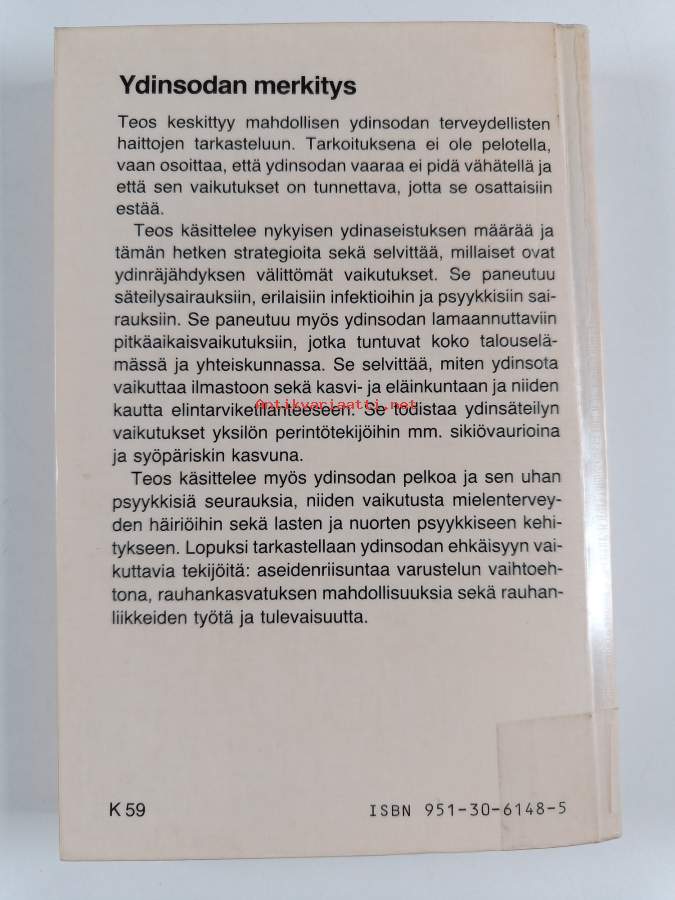 Ydinsodan merkitys
Teos keskittyy mahdollisen ydinsodan terveydellisten
haittojen tarkasteluun. Tarkoituksena ei ole pelotella,
vaan osoittaa, että ydinsodan vaaraa ei pidä vähätellä ja
että sen vaikutukset on tunnettava, jotta se osattaisiin
estää.
Teos käsittelee nykyisen ydinaseistuksen määrää ja
tämän hetken strategioita sekä selvittää, millaiset ovat
ydinräjähdyksen välittömät vaikutukset. Se paneutuu
säteilysairauksiin, erilaisiin infektioihin ja psyykkisiin sai-
rauksiin. Se paneutuu myös ydinsodan lamaannuttaviin
pitkäaikaisvaikutuksiin, jotka tuntuvat koko talouselä-
mässä ja yhteiskunnassa. Se selvittää, miten ydinsota
vaikuttaa ilmastoon sekä kasvi- ja eläinkuntaan ja niiden
Antikvariaatti.net
kautta elintarviketilanteeseen. Se todistaa ydinsäteilyn
vaikutukset yksilön perintötekijöihin mm. sikiövaurioina
ja syöpäriskin kasvuna.
Teos käsittelee myös ydinsodan pelkoa ja sen uhan
psyykkisiä seurauksia, niiden vaikutusta mielentervey-
den häiriöihin sekä lasten ja nuorten psyykkiseen kehi-
tykseen. Lopuksi tarkastellaan ydinsodan ehkäisyyn vai-
kuttavia tekijöitä: aseidenriisuntaa varustelun vaihtoeh-
tona, rauhankasvatuksen mahdollisuuksia sekä rauhan-
liikkeiden työtä ja tulevaisuutta.
K 59
ISBN 951-30-6148-5